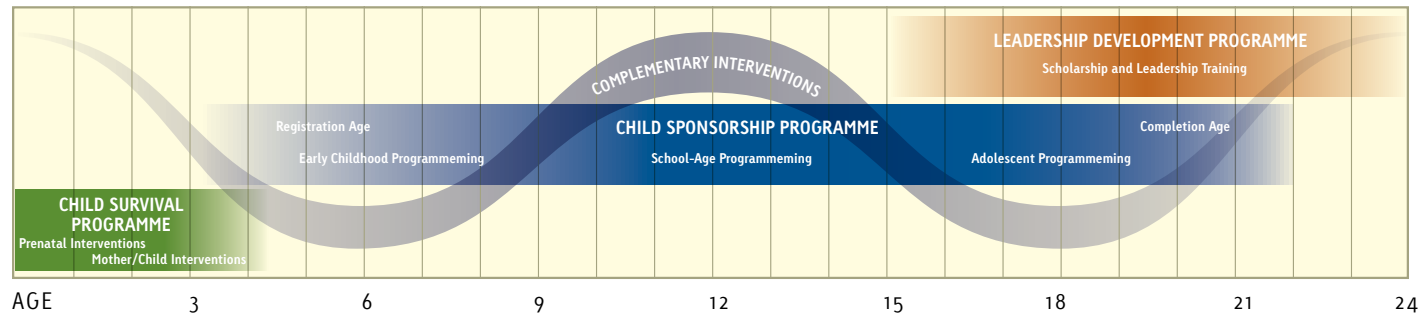 LEADERSHIP DEVELOPMENT PROGRAMME
Scholarship and Leadership Training
COMPLEMENTARY INTERVENTIONS
Registration Age
CHILD SPONSORSHIP PROGRAMME
Completion Age
Early Childhood Programmeming
School-Age Programmeming
Adolescent Programmeming
CHILD SURVIVAL
PROGRAMME
Prenatal Interventions
Mother/Child Interventions
AGE 3 6 9 12 15 18 21 24